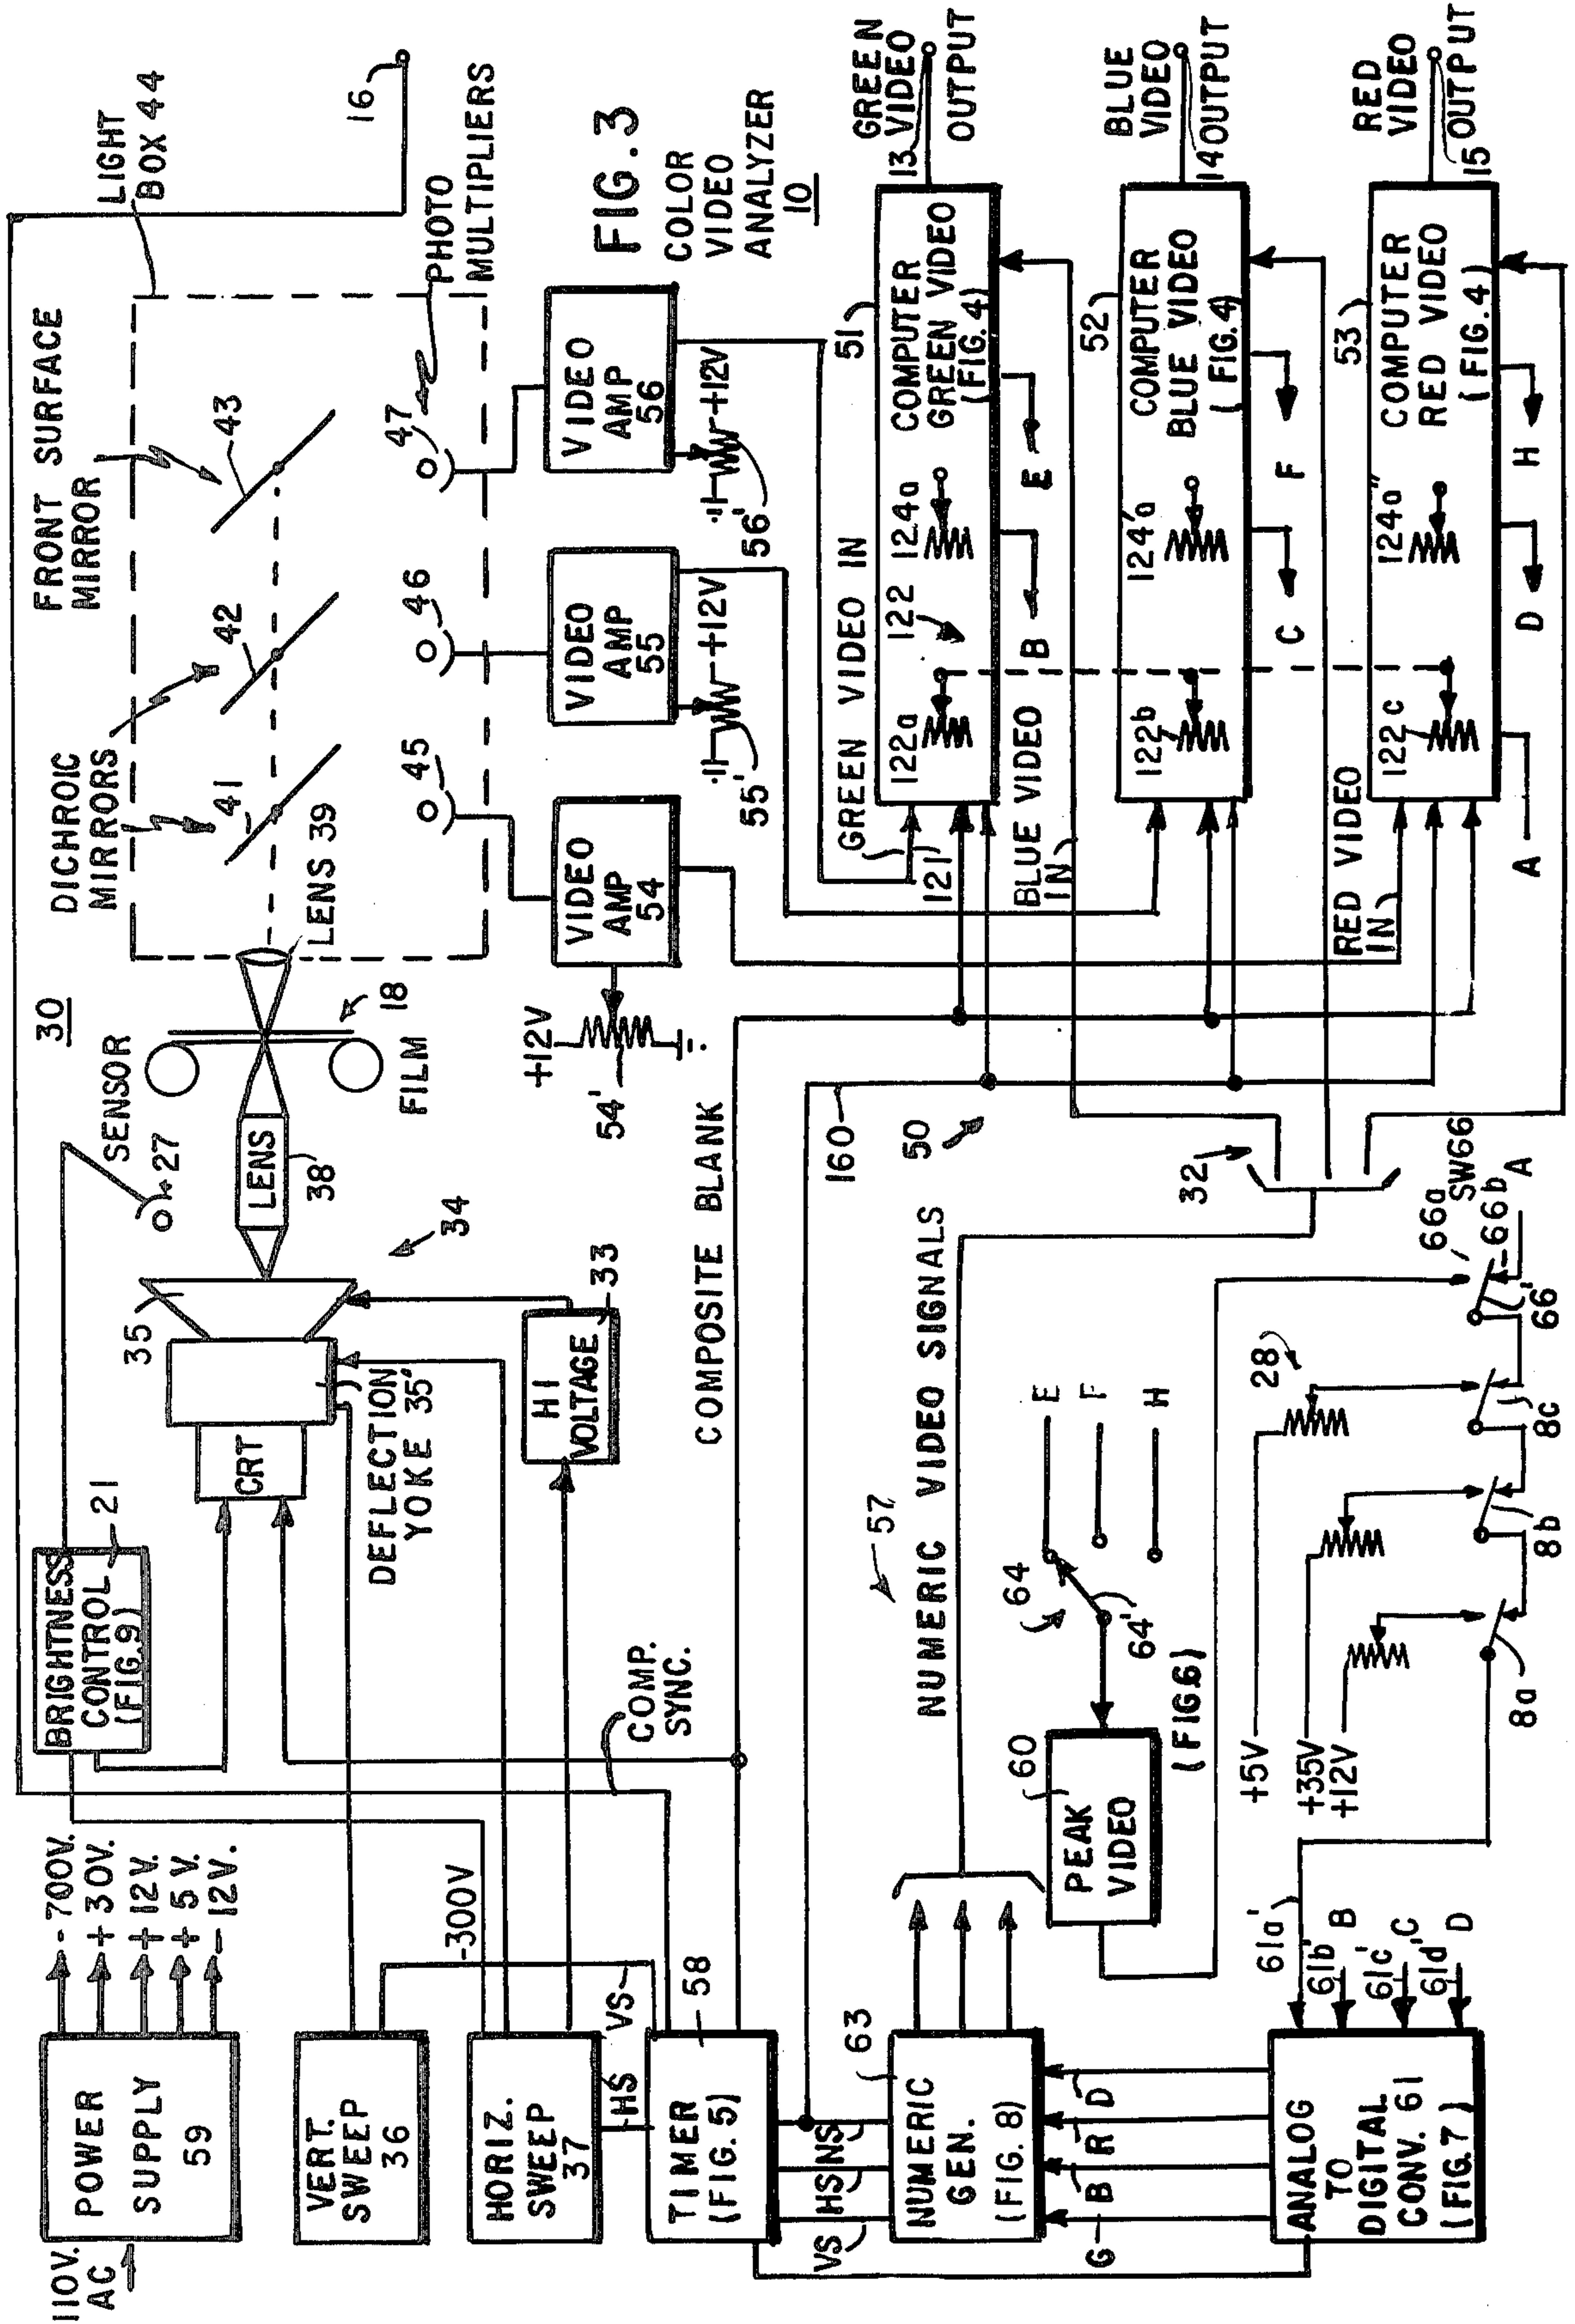 110V.
AC
POWER
SUPPLY
59
- 700V.
+ 30V.
+ 12V.
+ 5 V.
- 12V.
VERT.
SWEEP
36
HORIZ.
SWEEP
37
-300V
VS
HS
TIMER
(FIG. 5)
58
VS
HS
NS
NUMERIC
GEN.
(FIG. 8)
63
G
B
R
D
ANALOG
TO
DIGITAL
CONV. 61
(FIG. 7)
61a'
61b'
B
61c'
C
61d'
D
BRIGHTNESS
CONTROL
(FIG.9)
21
COMP.
SYNC.
CRT
35
DEFLECTION
YOKE 35'
34
HI
VOLTAGE
33
SENSOR
27
LENS
38
30
18
FILM
LENS 39
DICHROIC
MIRRORS
41
42
FRONT SURFACE
MIRROR
43
LIGHT
BOX 44
16
45
46
47
PHOTO
MULTIPLIERS
+12V
54'
VIDEO
AMP
54
VIDEO
AMP
55
55'
+12V
VIDEO
AMP
56
56'
+12V
FIG. 3
COLOR
VIDEO
ANALYZER
10
COMPOSITE BLANK
NUMERIC VIDEO SIGNALS
57
PEAK
VIDEO
60
(FIG6)
64
64'
E
F
H
160
50
32
+5V
+35V
+12V
28
8a
8b
8c
66'
66a
SW66
66b
A
GREEN VIDEO IN
121
122a
122
124a
COMPUTER
GREEN VIDEO
(FIG. 4)
51
B
E
13
GREEN
VIDEO
OUTPUT
BLUE VIDEO
IN
122b
124'a
COMPUTER
BLUE VIDEO
(FIG.4)
52
C
F
14
BLUE
VIDEO
OUTPUT
RED VIDEO
IN
122c
124a"
COMPUTER
RED VIDEO
(FIG. 4)
53
A
D
H
15
RED
VIDEO
OUTPUT